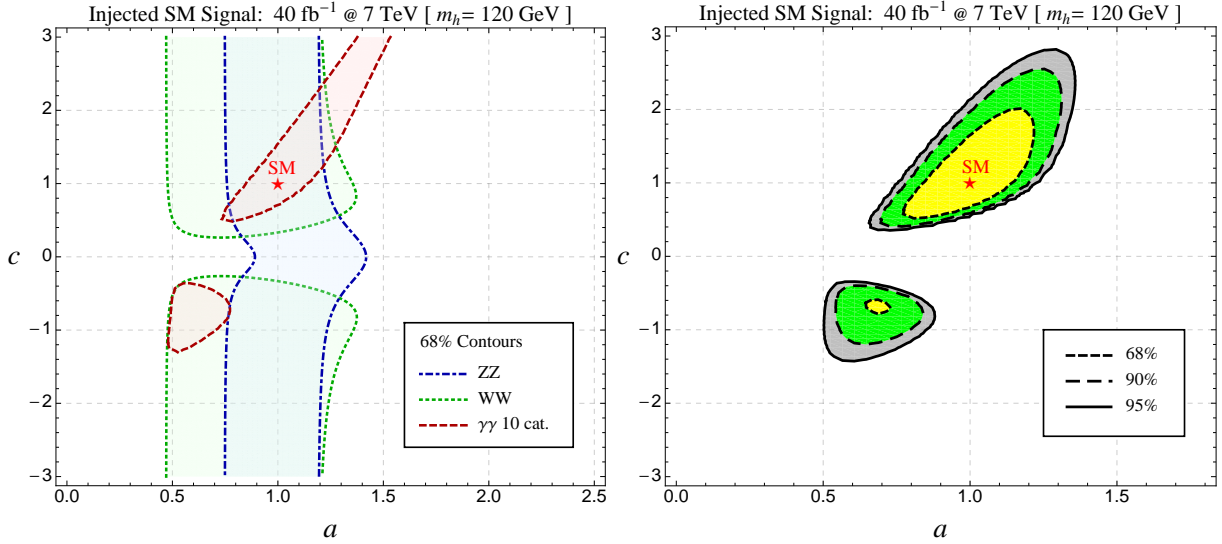 Injected SM Signal: 40 fb⁻¹ @ 7 TeV [ m_h = 120 GeV ]
3
2
1
0
−1
−2
−3
c
SM
68% Contours
ZZ
WW
γγ 10 cat.
0.0 0.5 1.0 1.5 2.0 2.5
a
Injected SM Signal: 40 fb⁻¹ @ 7 TeV [ m_h = 120 GeV ]
3
2
1
0
−1
−2
−3
c
SM
68%
90%
95%
0.0 0.5 1.0 1.5
a